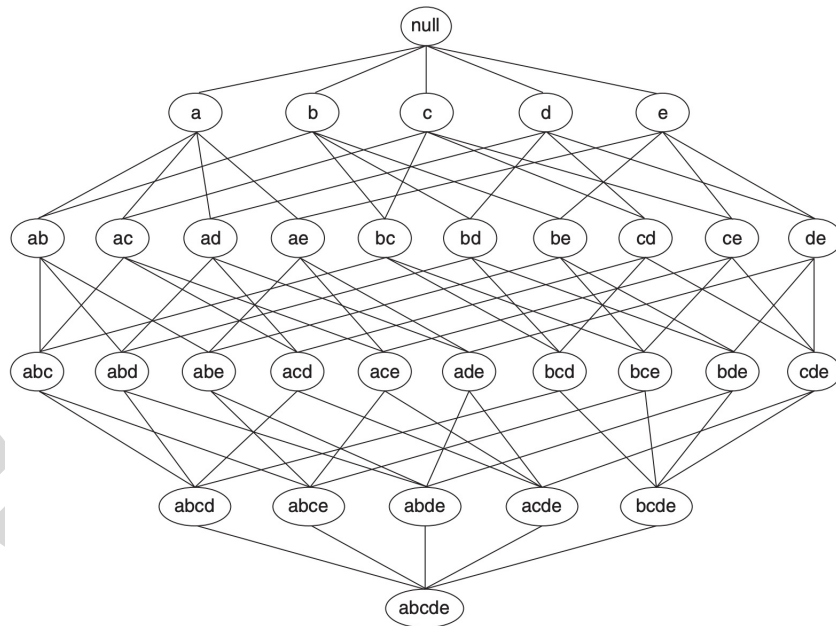 null
a b c d e
ab ac ad ae bc bd be cd ce de
abc abd abe acd ace ade bcd bce bde cde
abcd abce abde acde bcde
abcde